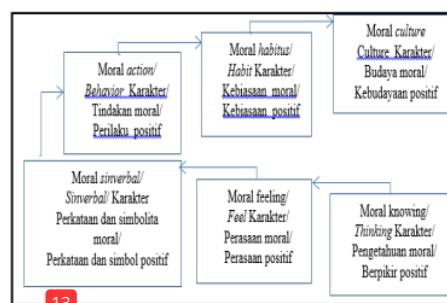 Moral culture
Culture Karakter/
Budaya moral/
Kebudayaan positif
Moral habitus/
Habit Karakter/
Kebiasaan moral/
Kebiasaan positif
Moral action/
Behavior Karakter/
Tindakan moral/
Perilaku positif
Moral sinverbal/
Sinverbal/ Karakter
Perkataan dan simbolita
moral/
Perkataan dan simbol positif
Moral feeling/
Feel Karakter/
Perasaan moral/
Perasaan positif
Moral knowing/
Thinking Karakter/
Pengetahuan moral/
Berpikir positif
13